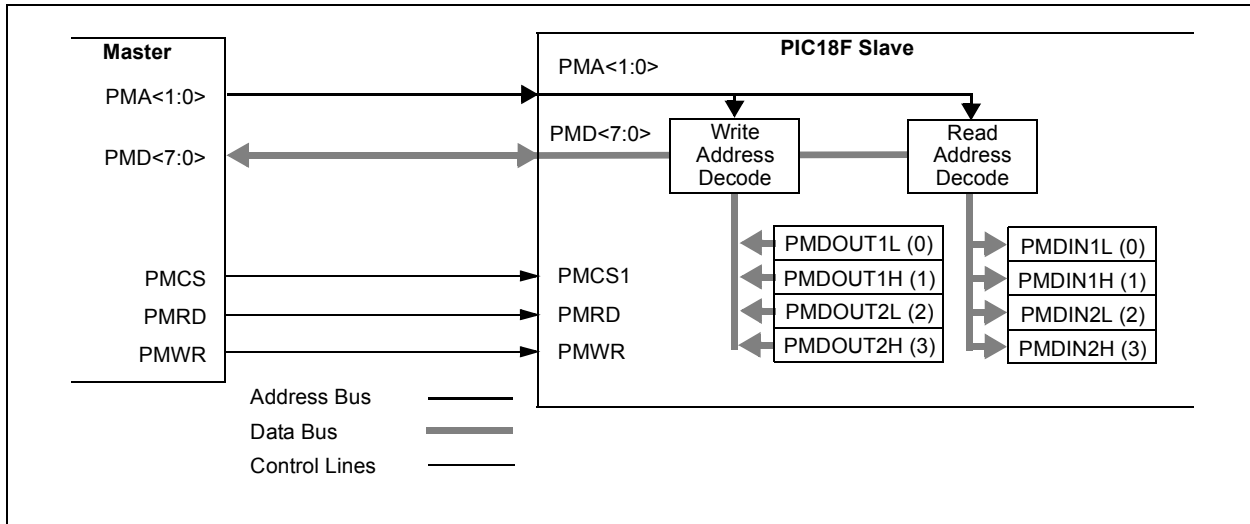 Master
PIC18F Slave
PMA<1:0>
PMA<1:0>
PMD<7:0>
PMD<7:0>
Write
Address
Decode
Read
Address
Decode
PMDOUT1L (0)
PMDOUT1H (1)
PMDOUT2L (2)
PMDOUT2H (3)
PMDIN1L (0)
PMDIN1H (1)
PMDIN2L (2)
PMDIN2H (3)
PMCS
PMCS1
PMRD
PMRD
PMWR
PMWR
Address Bus
Data Bus
Control Lines